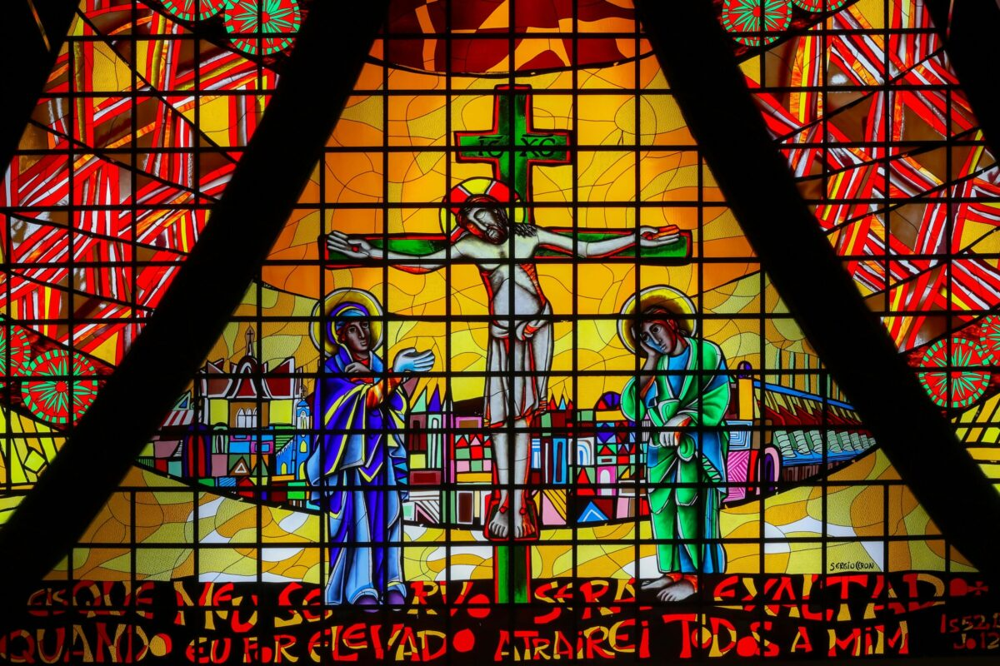 IC XC
SERGIO CERON
EIS QUE MEU SERVO SERÁ EXALTADO
QUANDO EU FOR ELEVADO ATRAIREI TODOS A MIM
IS 52,
JO 12